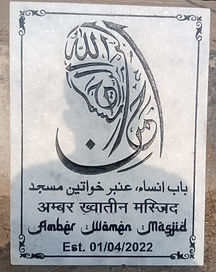 باب انساء، عنبر خواتین مسجد
अम्बर ख्वातीन मस्जिद
Amber Women Masjid
Est. 01/04/2022